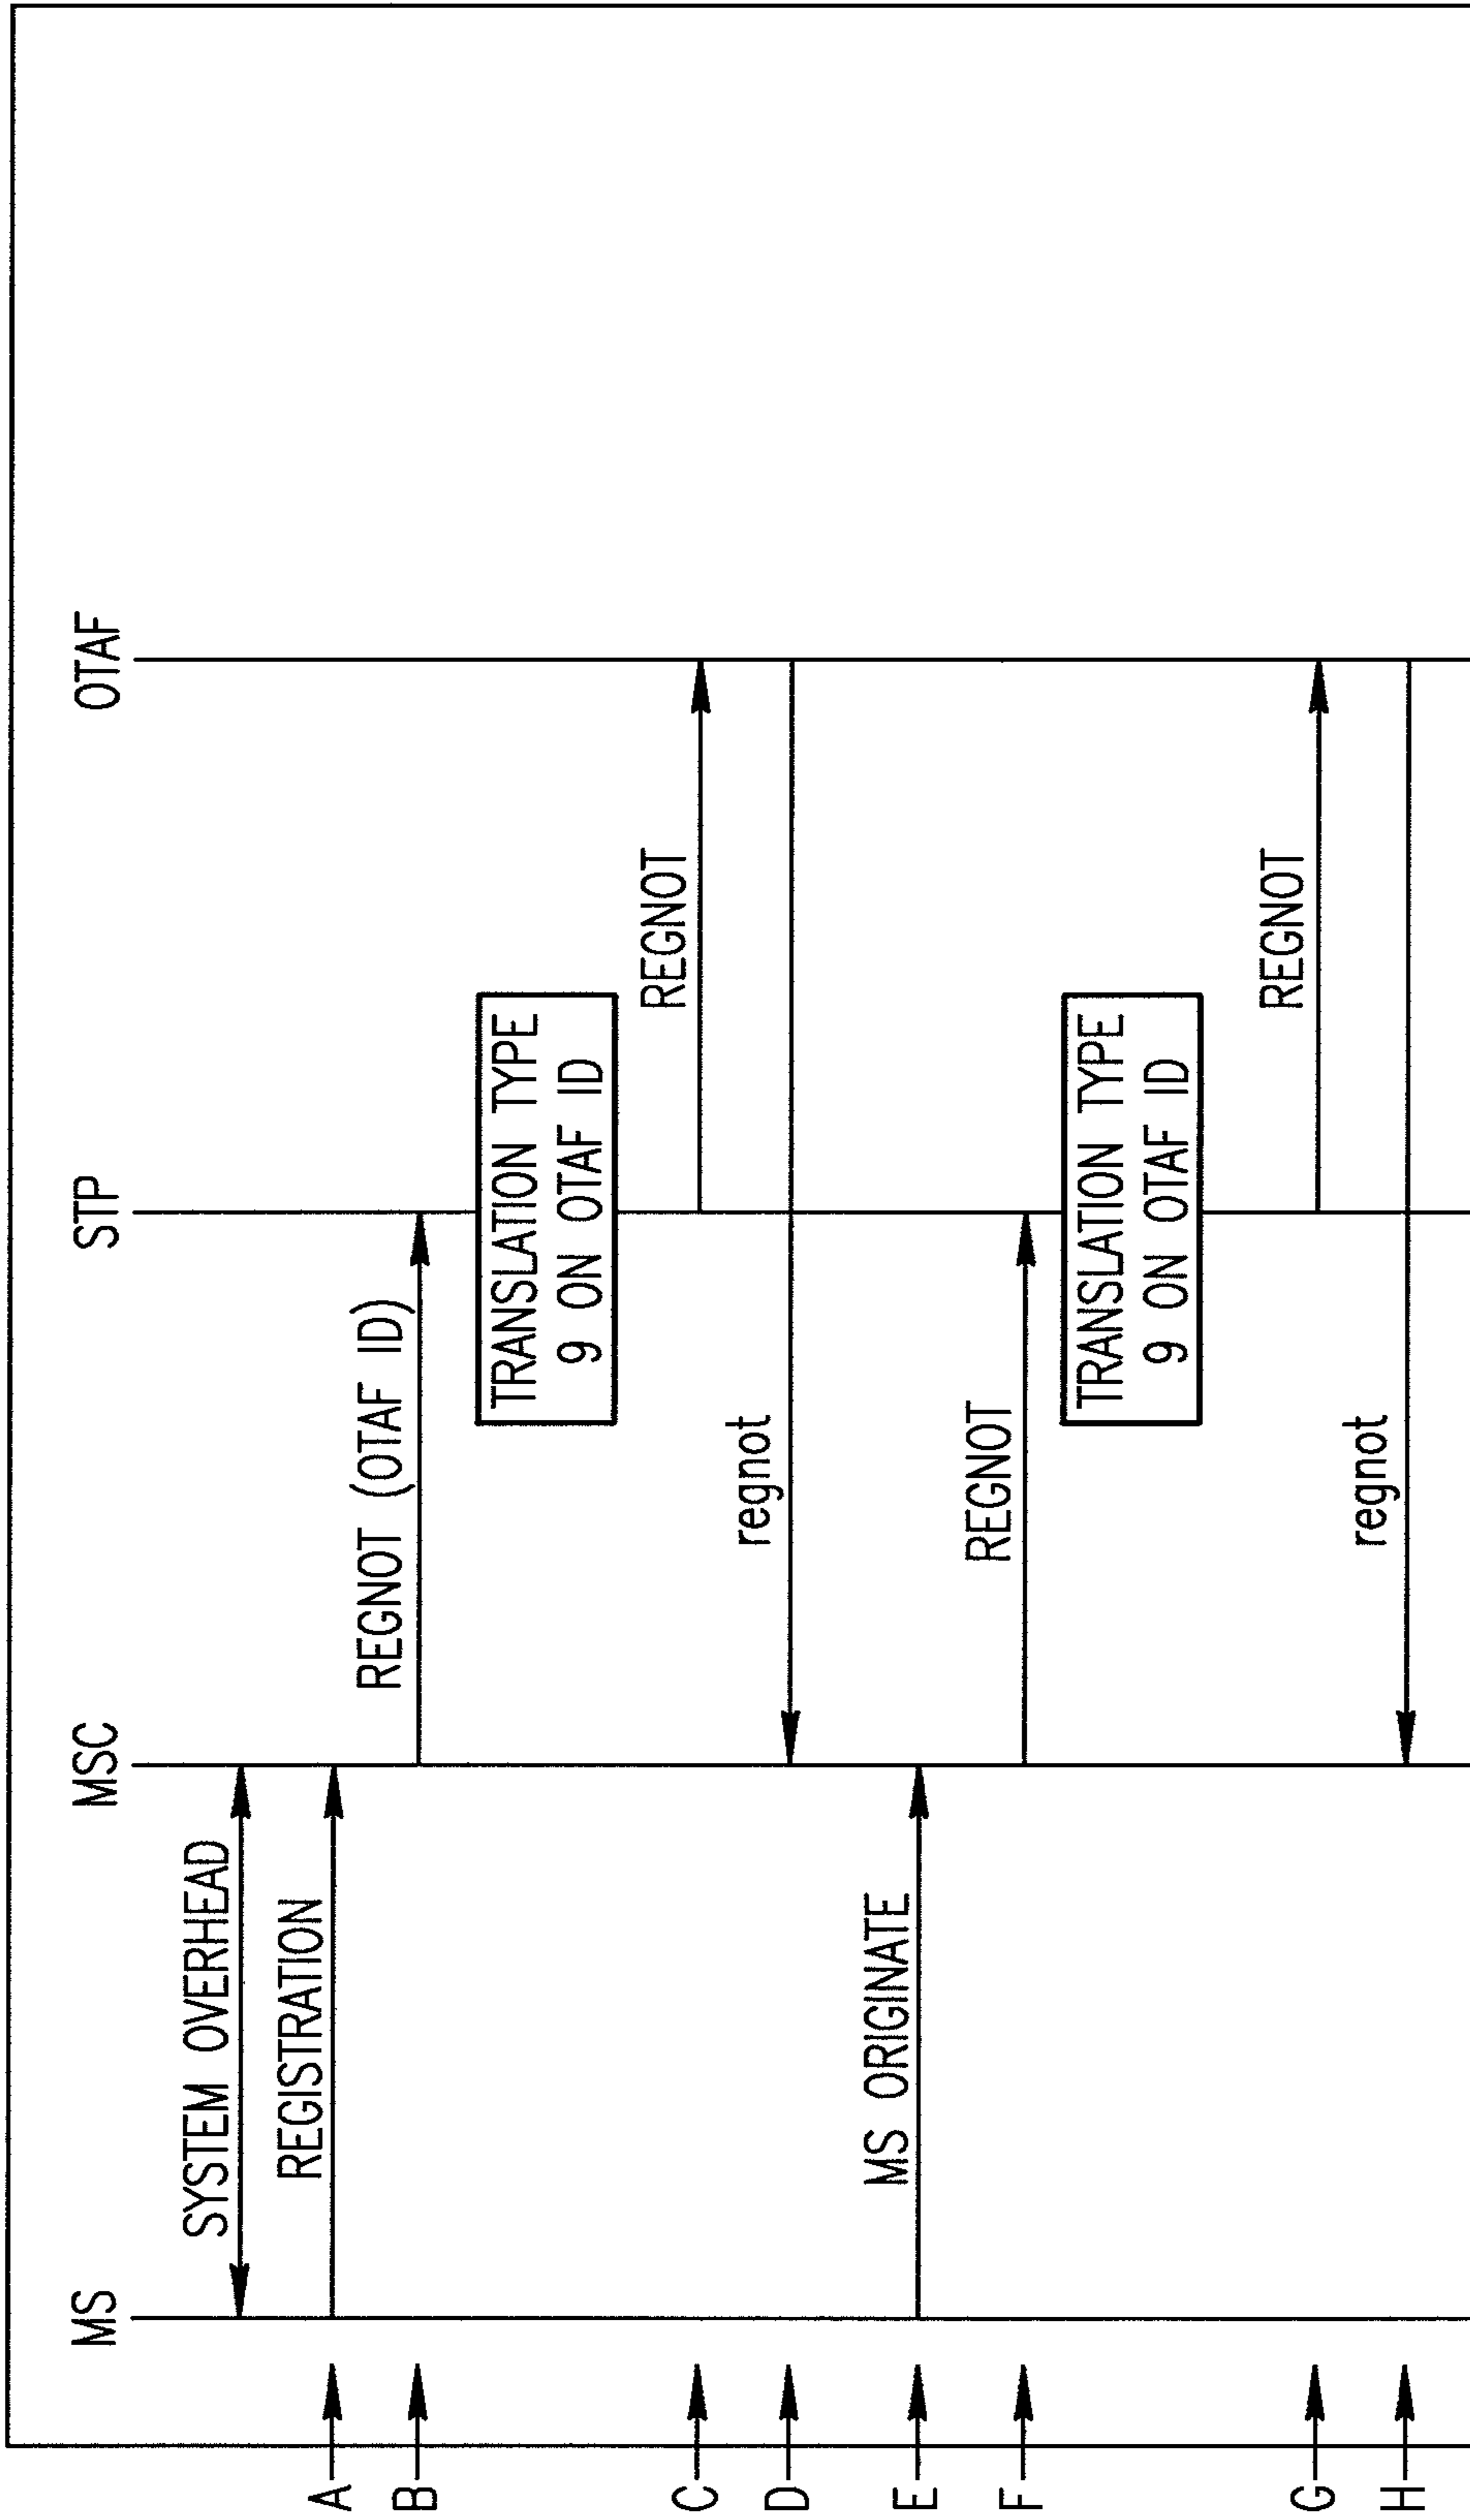 MS
MSC
STP
OTAF
SYSTEM OVERHEAD
A
REGISTRATION
B
REGNOT (OTAF ID)
TRANSLATION TYPE
9 ON OTAF ID
C
REGNOT
D
regnot
E
MS ORIGINATE
F
REGNOT
TRANSLATION TYPE
9 ON OTAF ID
G
REGNOT
H
regnot